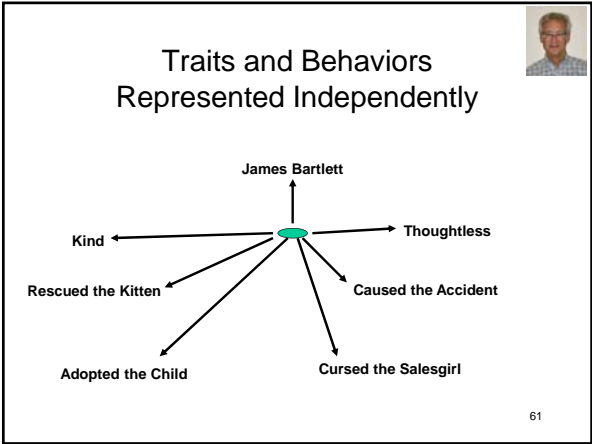 Traits and Behaviors
Represented Independently
James Bartlett
Kind
Thoughtless
Rescued the Kitten
Caused the Accident
Adopted the Child
Cursed the Salesgirl
61